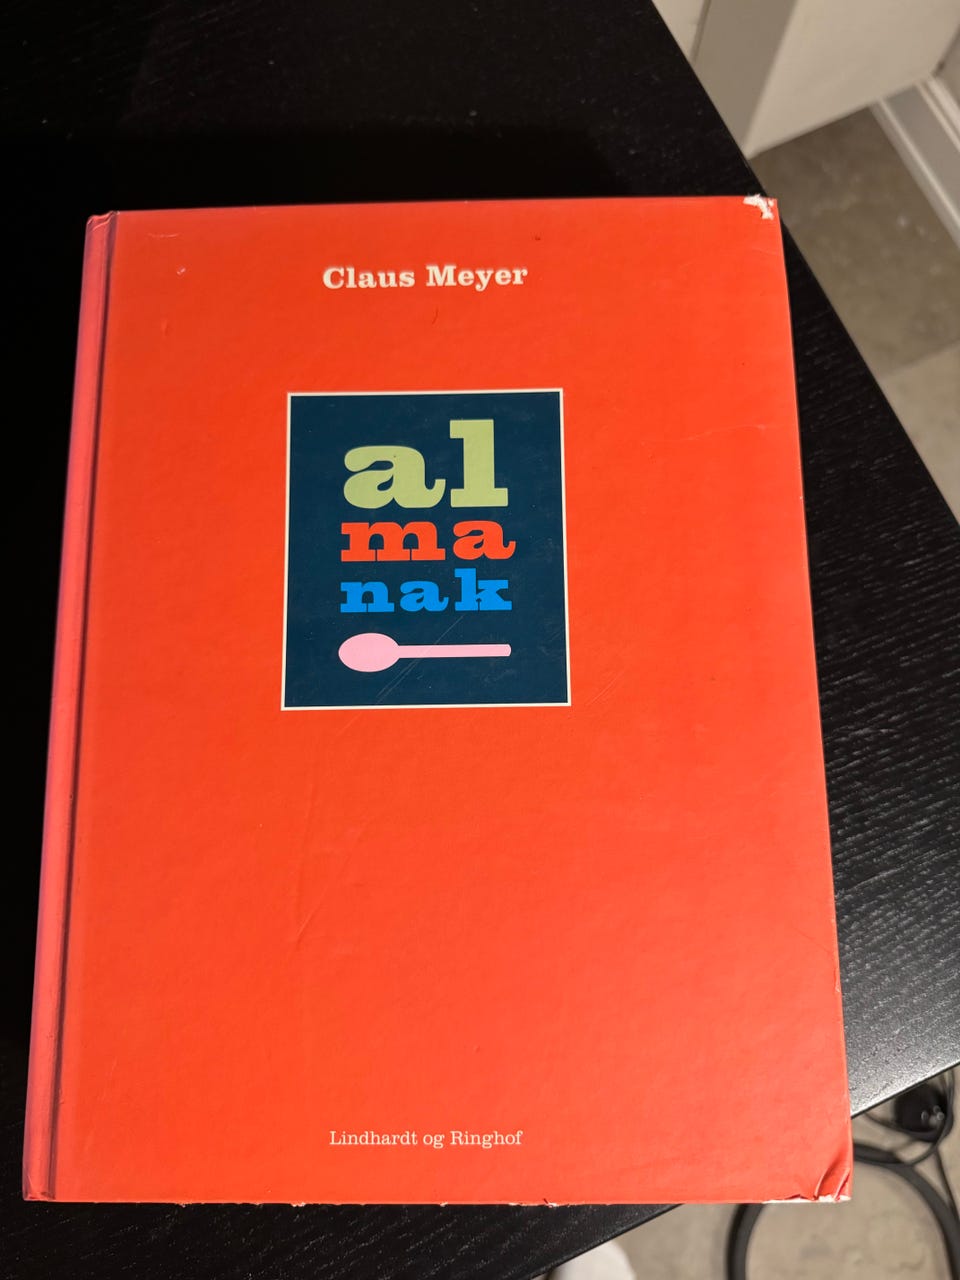 Claus Meyer
al
ma
nak
Lindhardt og Ringhof